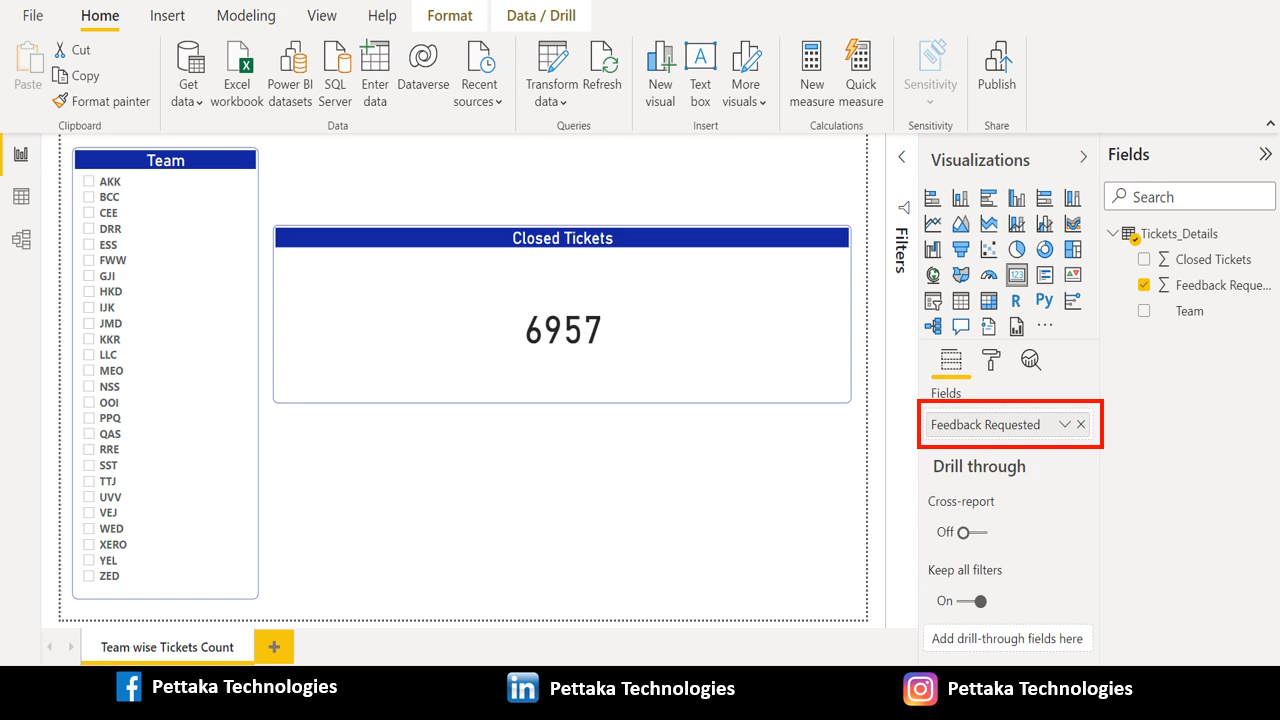 File Home Insert Modeling View Help Format Data / Drill
Paste
Cut
Copy
Format painter
Clipboard
Get data
Excel workbook
Power BI datasets
SQL Server
Enter data
Dataverse
Recent sources
Data
Transform data
Refresh
Queries
New visual
A
Text box
More visuals
Insert
New measure
Quick measure
Calculations
Sensitivity
Sensitivity
Publish
Share
Team
AKK
BCC
CEE
DRR
ESS
FWW
GJI
HKD
IJK
JMD
KKR
LLC
MEO
NSS
OOI
PPQ
QAS
RRE
SST
TTJ
UVV
VEJ
WED
XERO
YEL
ZED
Closed Tickets
6957
Filters
Visualizations
123
R
Py
...
Fields
Feedback Requested
Drill through
Cross-report
Off
Keep all filters
On
Add drill-through fields here
Fields
Search
Tickets_Details
Σ Closed Tickets
Σ Feedback Reque...
Team
Team wise Tickets Count
+
Pettaka Technologies
in Pettaka Technologies
Pettaka Technologies